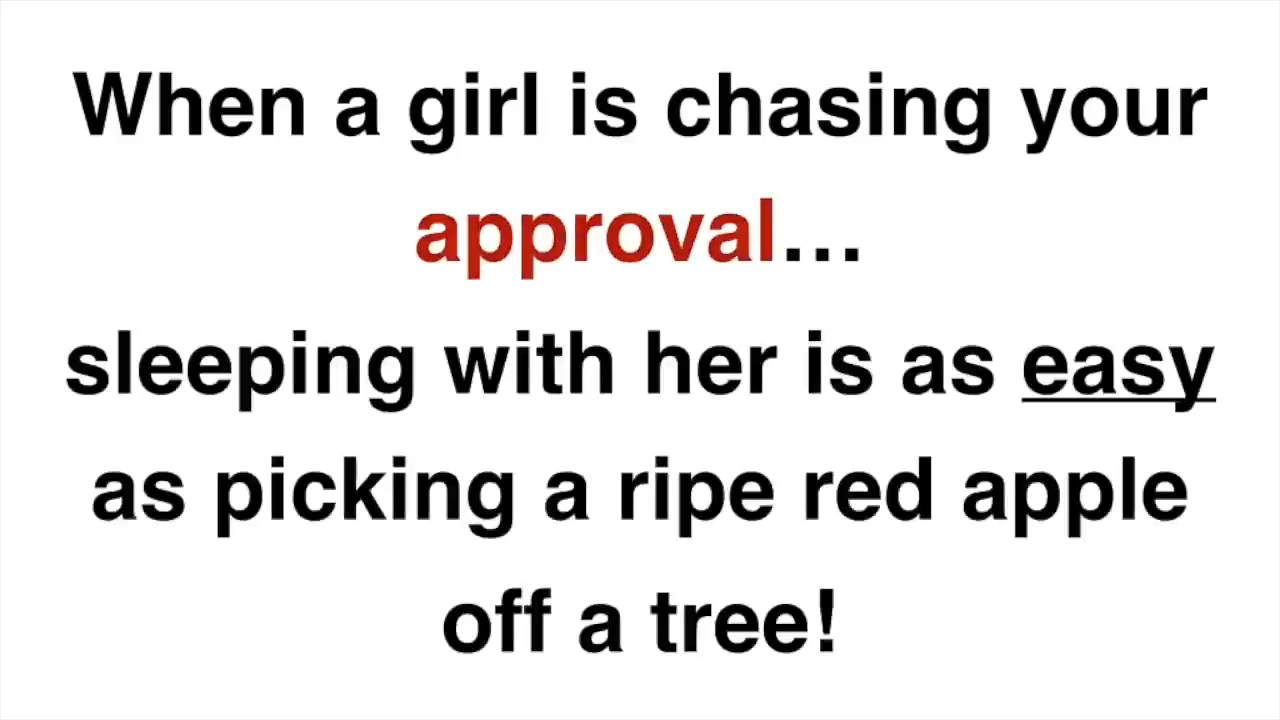 When a girl is chasing your
approval...
sleeping with her is as easy
as picking a ripe red apple
off a tree!